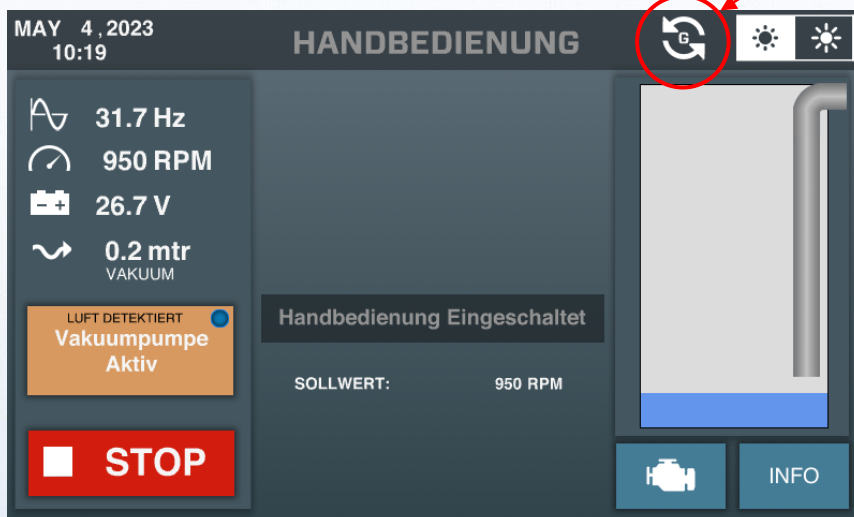 MAY 4,2023
10:19
HANDBEDIENUNG
G
31.7 Hz
950 RPM
26.7 V
0.2 mtr
VAKUUM
LUFT DETEKTIERT
Vakuumpumpe
Aktiv
STOP
Handbedienung Eingeschaltet
SOLLWERT: 950 RPM
INFO